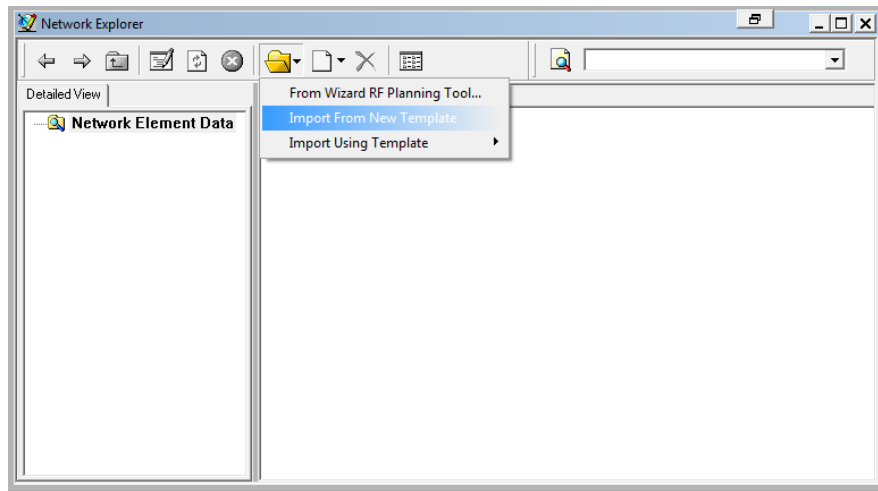 Network Explorer
Detailed View
Network Element Data
From Wizard RF Planning Tool...
Import From New Template
Import Using Template